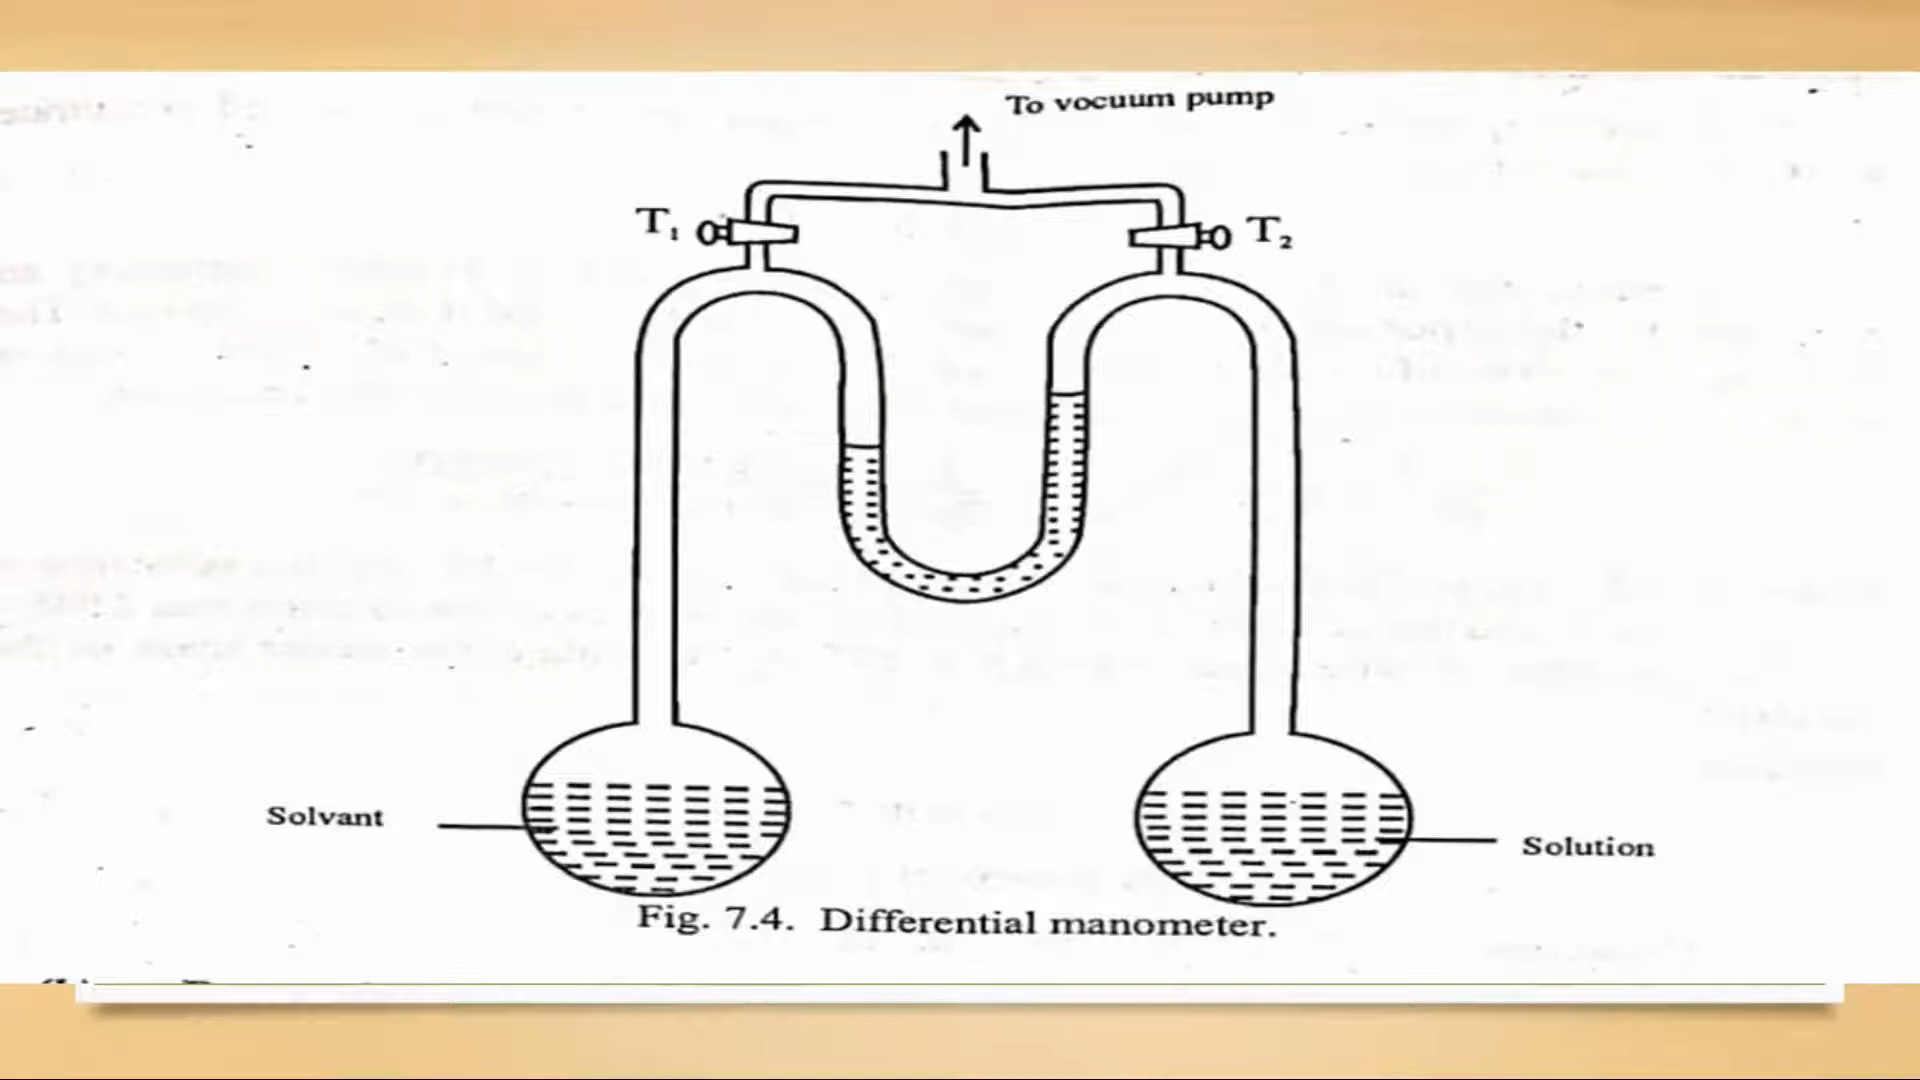 To vocuum pump
T₁
T₂
Solvant
Solution
Fig. 7.4. Differential manometer.